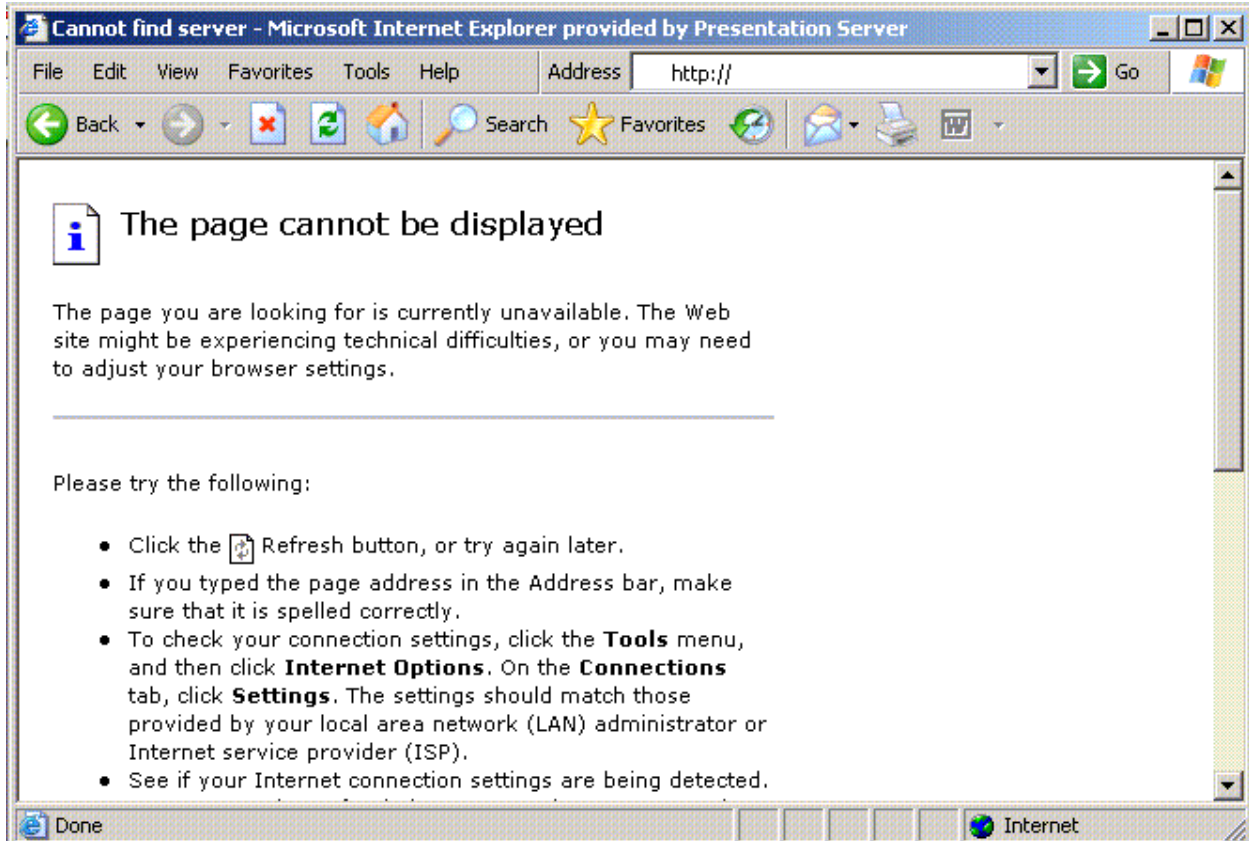 Cannot find server - Microsoft Internet Explorer provided by Presentation Server
File Edit View Favorites Tools Help Address http:// Go
Back Search Favorites
The page cannot be displayed
The page you are looking for is currently unavailable. The Web
site might be experiencing technical difficulties, or you may need
to adjust your browser settings.
Please try the following:
• Click the Refresh button, or try again later.
• If you typed the page address in the Address bar, make
sure that it is spelled correctly.
• To check your connection settings, click the Tools menu,
and then click Internet Options. On the Connections
tab, click Settings. The settings should match those
provided by your local area network (LAN) administrator or
Internet service provider (ISP).
• See if your Internet connection settings are being detected.
Done Internet